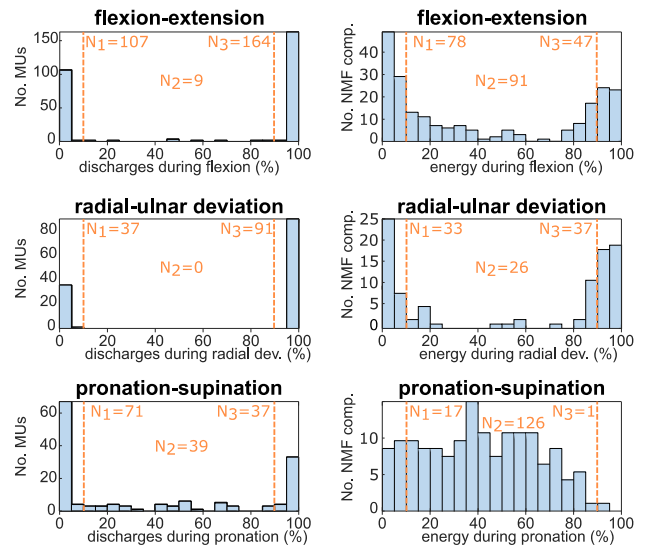 flexion-extension
N1=107 N3=164
N2=9
No. MUs
150
100
50
0
0 20 40 60 80 100
discharges during flexion (%)
flexion-extension
N1=78 N3=47
N2=91
No. NMF comp.
40
20
0
0 20 40 60 80 100
energy during flexion (%)
radial-ulnar deviation
N1=37 N3=91
N2=0
No. MUs
80
60
40
20
0
0 20 40 60 80 100
discharges during radial dev. (%)
radial-ulnar deviation
N1=33 N3=37
N2=26
No. NMF comp.
25
20
15
10
5
0
0 20 40 60 80 100
energy during radial dev. (%)
pronation-supination
N1=71 N3=37
N2=39
No. MUs
60
40
20
0
0 20 40 60 80 100
discharges during pronation (%)
pronation-supination
N1=17 N3=1
N2=126
No. NMF comp.
15
10
5
0
0 20 40 60 80 100
energy during pronation (%)